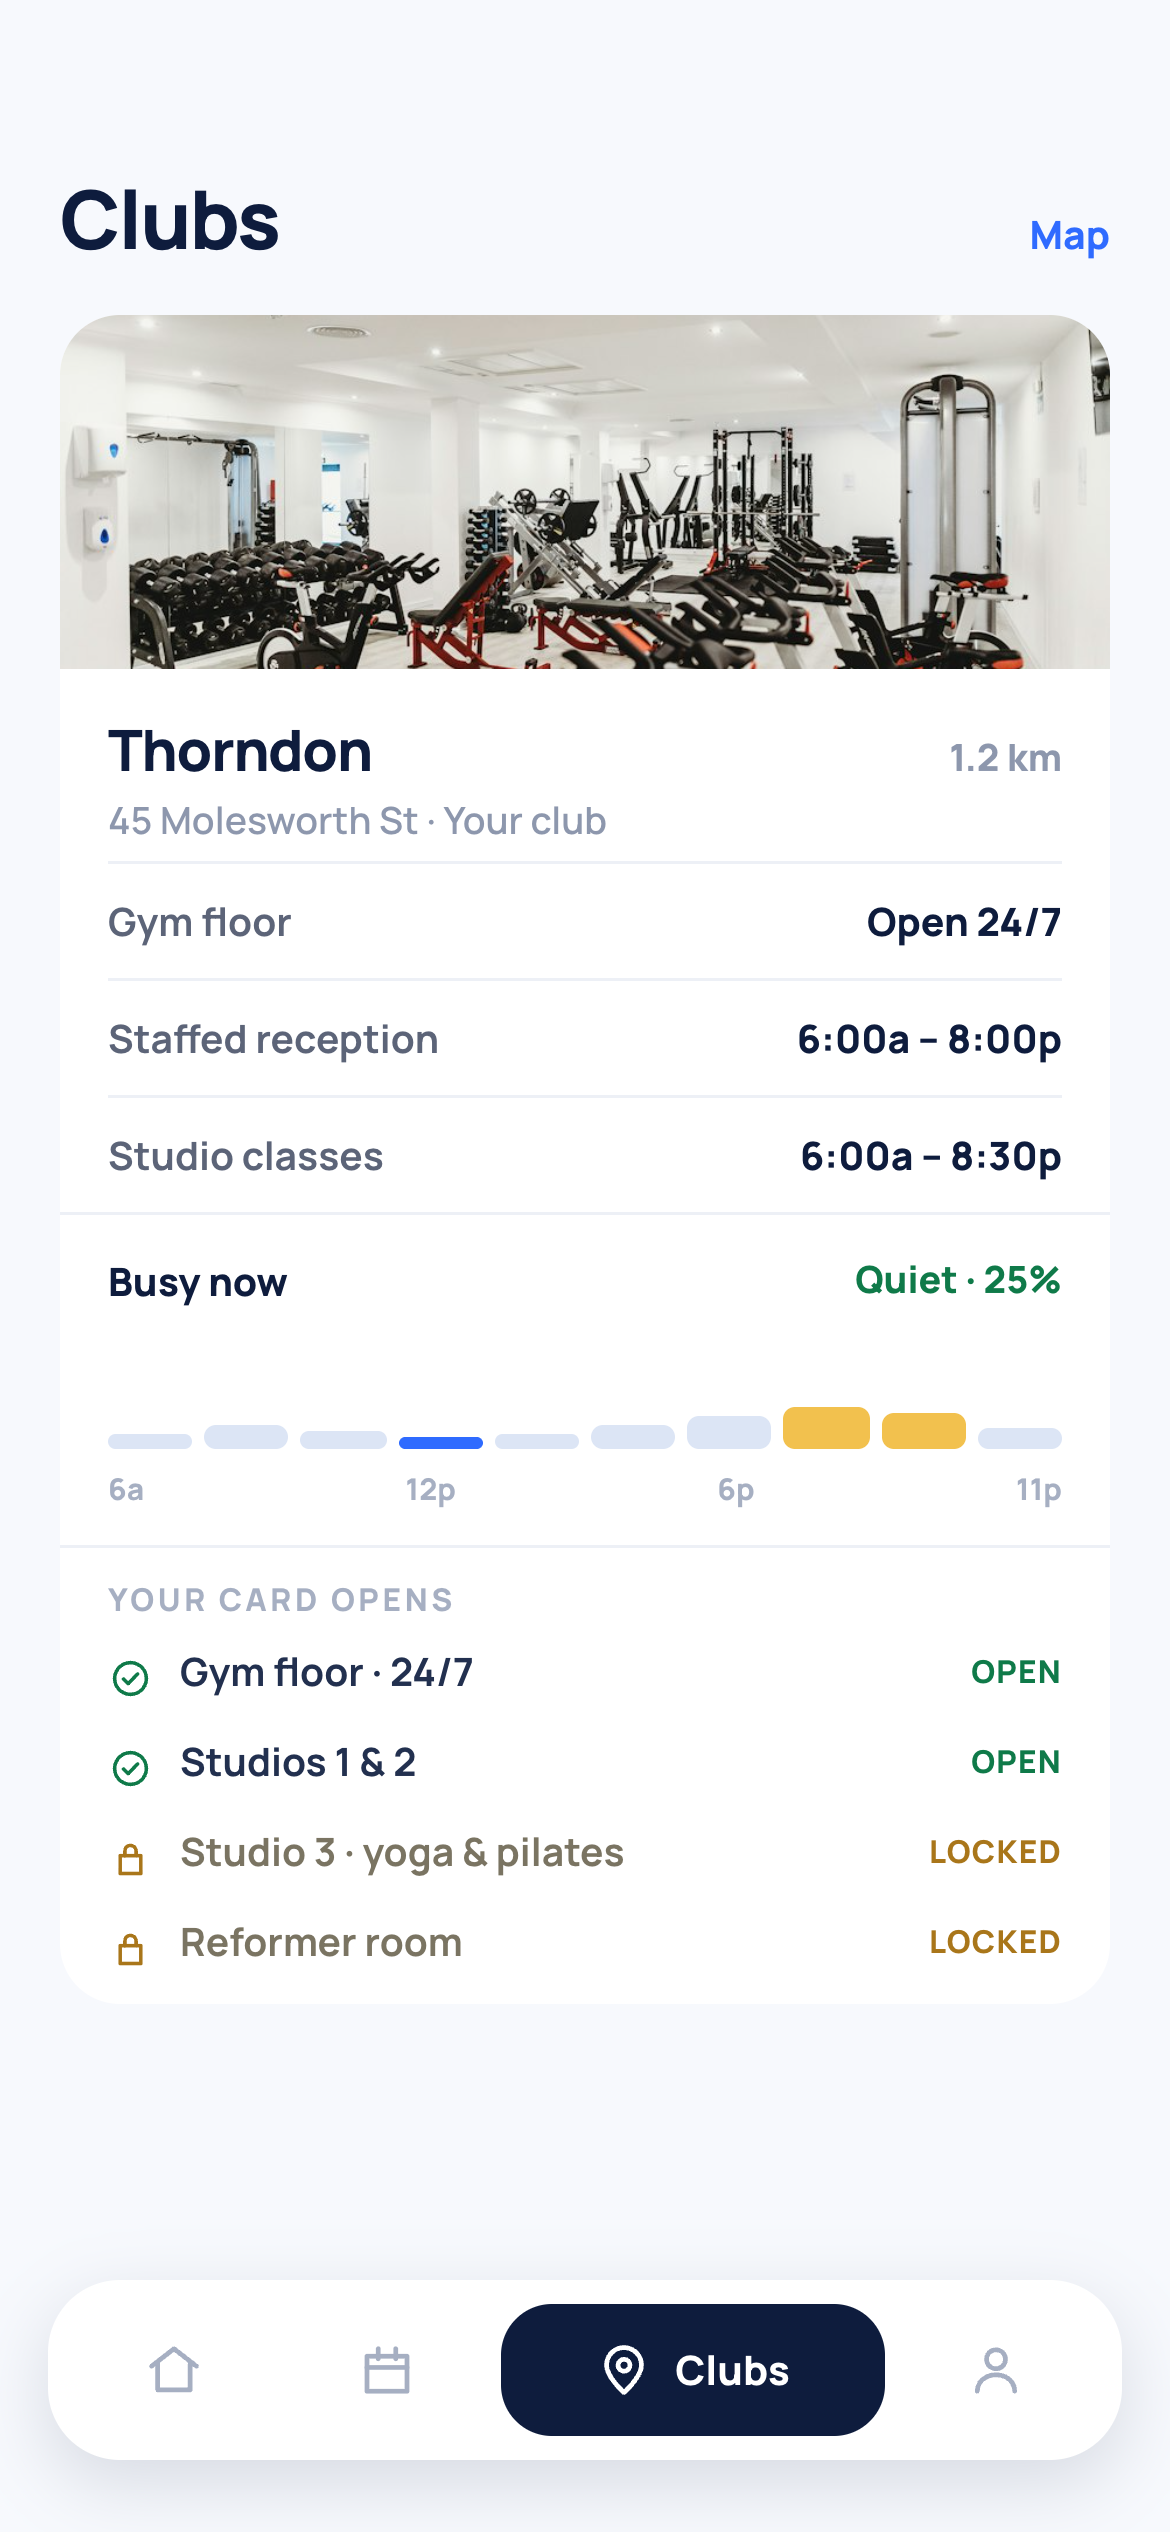 Clubs
Map
Thorndon
1.2 km
45 Molesworth St · Your club
Gym floor
Open 24/7
Staffed reception
6:00a – 8:00p
Studio classes
6:00a – 8:30p
Busy now
Quiet · 25%
6a 12p 6p 11p
YOUR CARD OPENS
Gym floor · 24/7
OPEN
Studios 1 & 2
OPEN
Studio 3 · yoga & pilates
LOCKED
Reformer room
LOCKED
Clubs